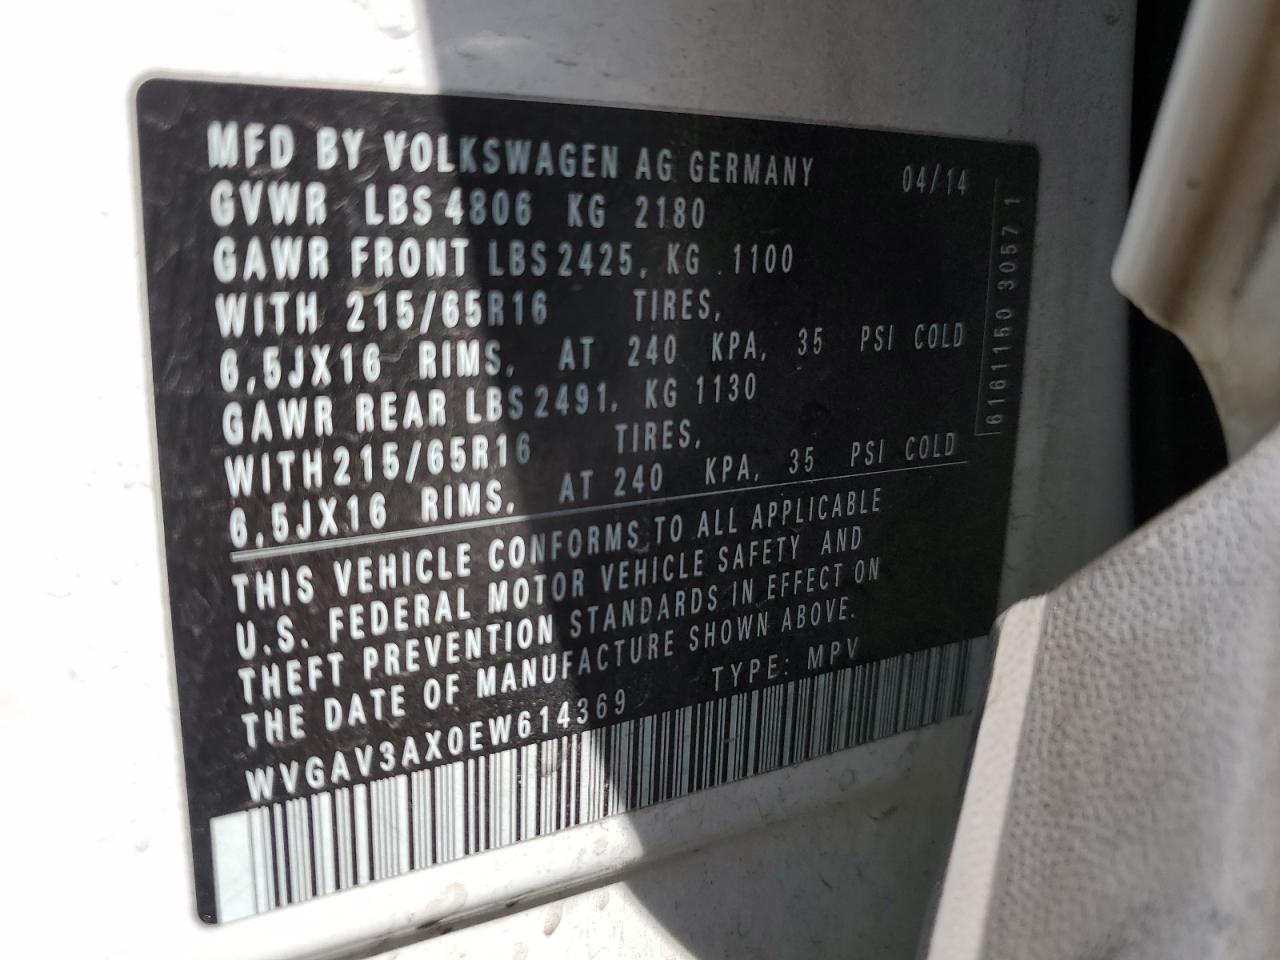 MFD BY VOLKSWAGEN AG GERMANY 04/14
GVWR LBS 4806 KG 2180
GAWR FRONT LBS 2425, KG 1100
WITH 215/65R16 TIRES,
6,5JX16 RIMS, AT 240 KPA, 35 PSI COLD
GAWR REAR LBS 2491, KG 1130
WITH 215/65R16 TIRES,
6,5JX16 RIMS, AT 240 KPA, 35 PSI COLD
THIS VEHICLE CONFORMS TO ALL APPLICABLE
U.S. FEDERAL MOTOR VEHICLE SAFETY AND
THEFT PREVENTION STANDARDS IN EFFECT ON
THE DATE OF MANUFACTURE SHOWN ABOVE.
WVGAV3AX0EW614369 TYPE: MPV
6161150 30571